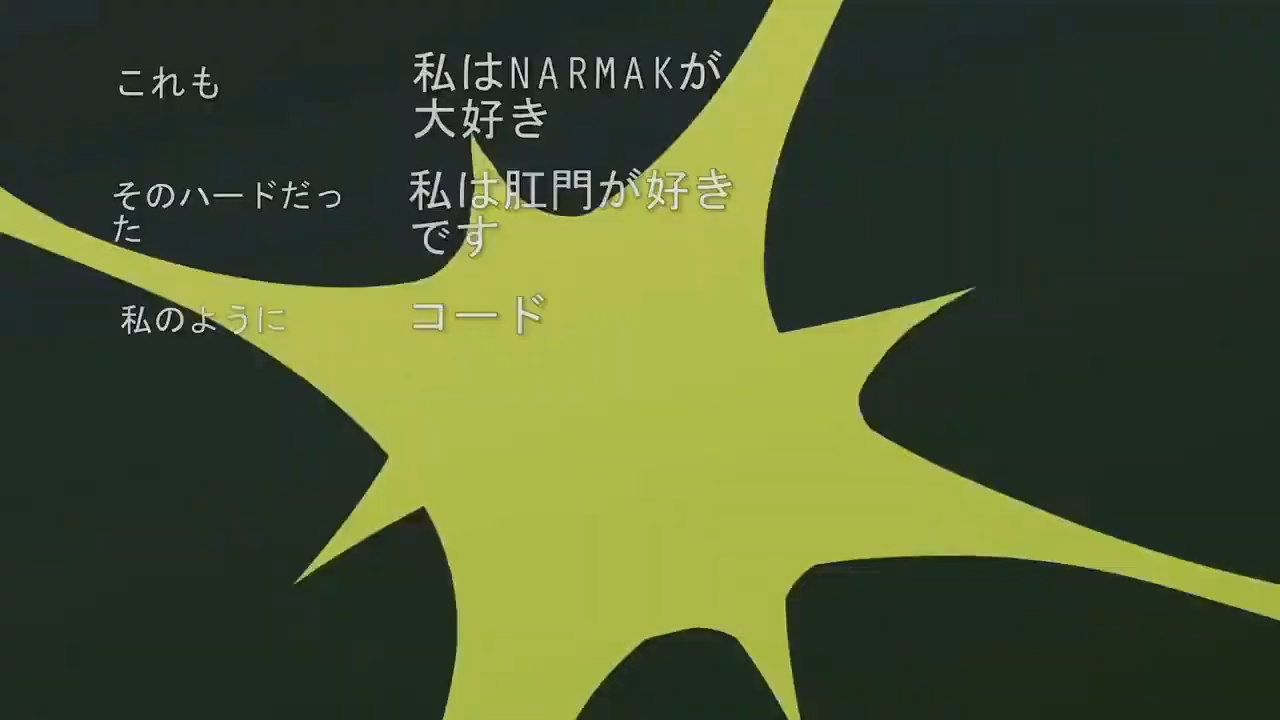 これも
私はNARMAKが
大好き
そのハードだっ
た
私は肛門が好き
です
私のように
コード